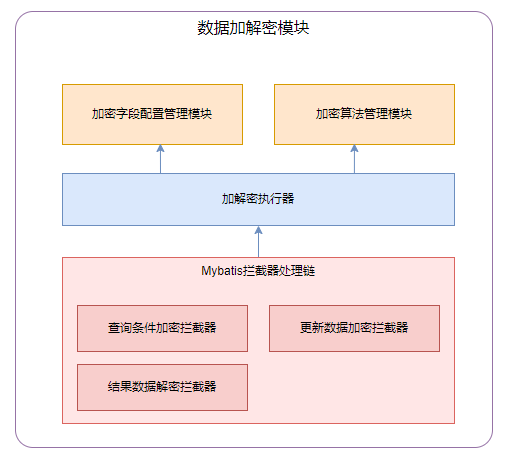 数据加解密模块
加密字段配置管理模块
加密算法管理模块
加解密执行器
Mybatis拦截器处理链
查询条件加密拦截器
更新数据加密拦截器
结果数据解密拦截器